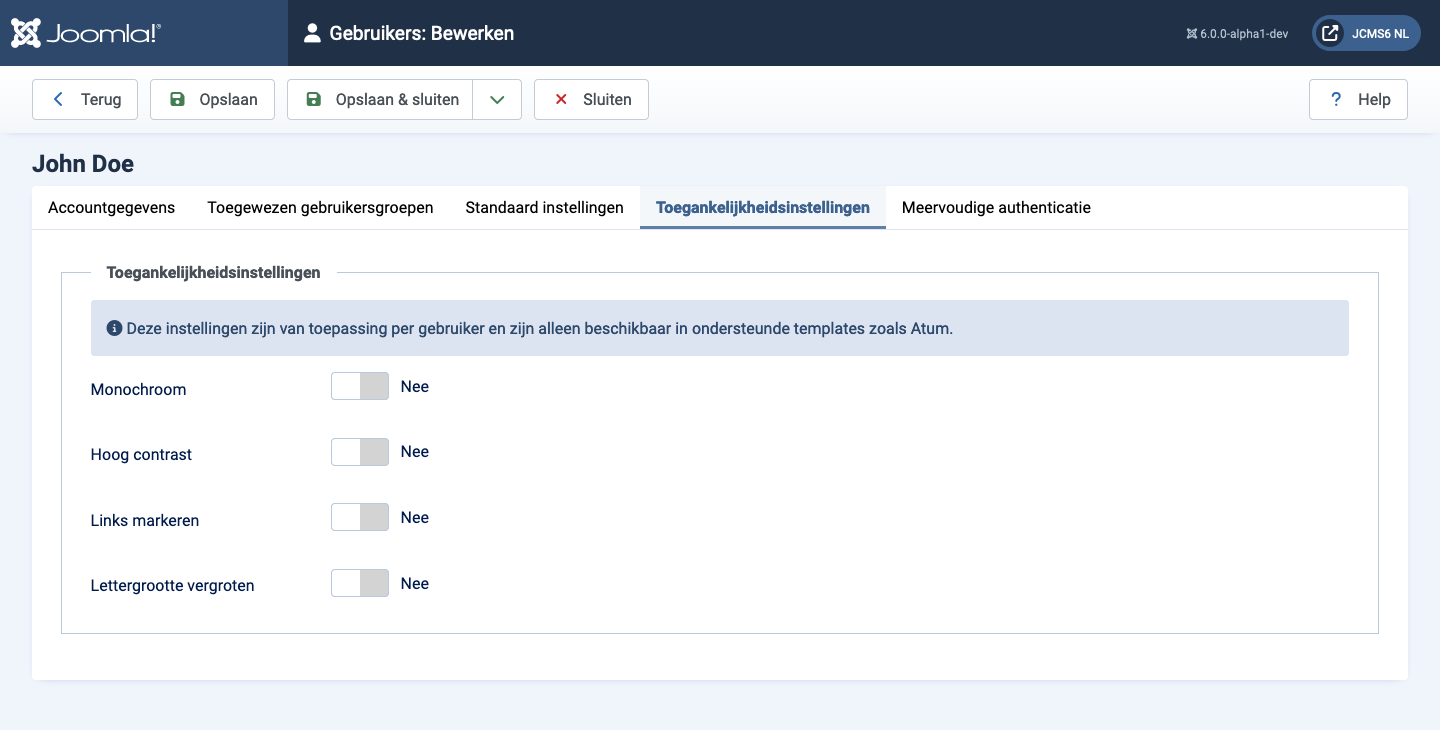 Joomla!®
Gebruikers: Bewerken
6.0.0-alpha1-dev
JCMS6 NL
Terug
Opslaan
Opslaan & sluiten
Sluiten
? Help
John Doe
Accountgegevens
Toegewezen gebruikersgroepen
Standaard instellingen
Toegankelijkheidsinstellingen
Meervoudige authenticatie
Toegankelijkheidsinstellingen
Deze instellingen zijn van toepassing per gebruiker en zijn alleen beschikbaar in ondersteunde templates zoals Atum.
Monochroom Nee
Hoog contrast Nee
Links markeren Nee
Lettergrootte vergroten Nee